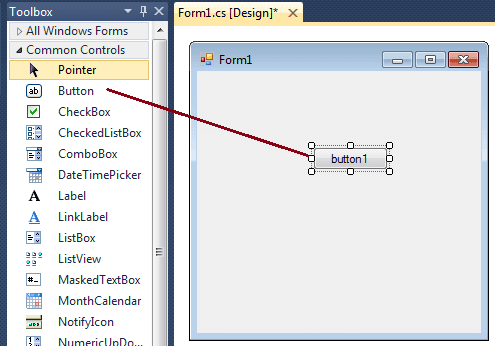 Toolbox
All Windows Forms
Common Controls
Pointer
ab Button
CheckBox
CheckedListBox
ComboBox
DateTimePicker
A Label
A LinkLabel
ListBox
ListView
#- MaskedTextBox
MonthCalendar
NotifyIcon
NumericUpDo...
Form1.cs [Design]*
Form1
button1